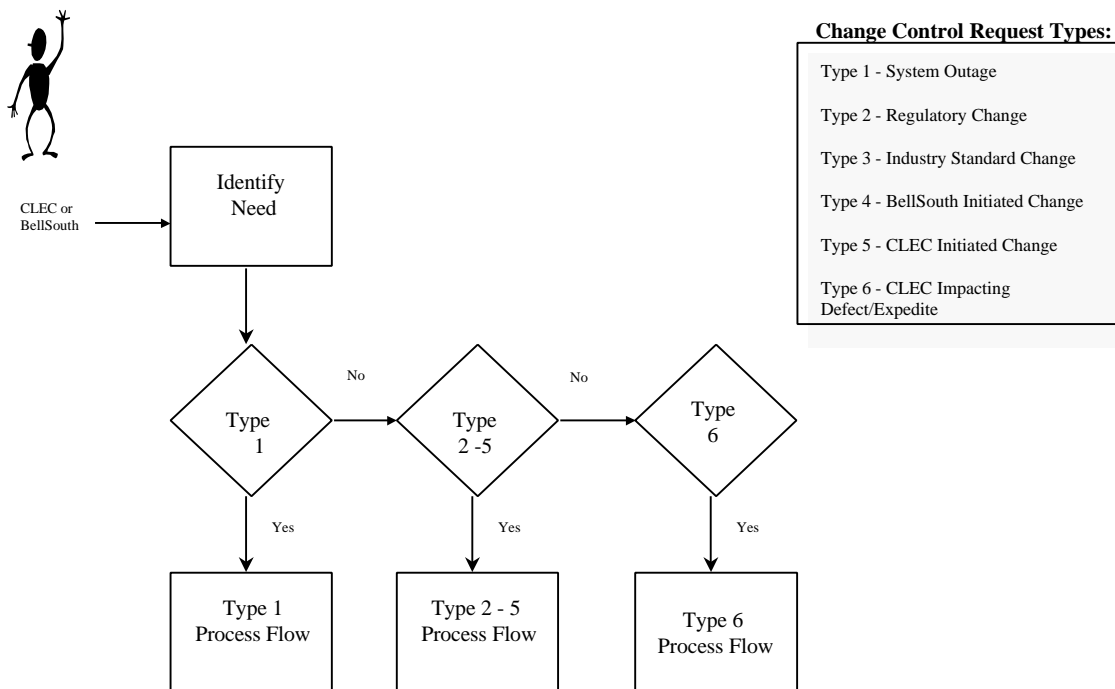 Change Control Request Types:
Type 1 - System Outage
Type 2 - Regulatory Change
Type 3 - Industry Standard Change
Type 4 - BellSouth Initiated Change
Type 5 - CLEC Initiated Change
Type 6 - CLEC Impacting
Defect/Expedite
Identify
Need
CLEC or
BellSouth
No
No
Type
1
Type
2 -5
Type
6
Yes
Yes
Yes
Type 1
Process Flow
Type 2 - 5
Process Flow
Type 6
Process Flow